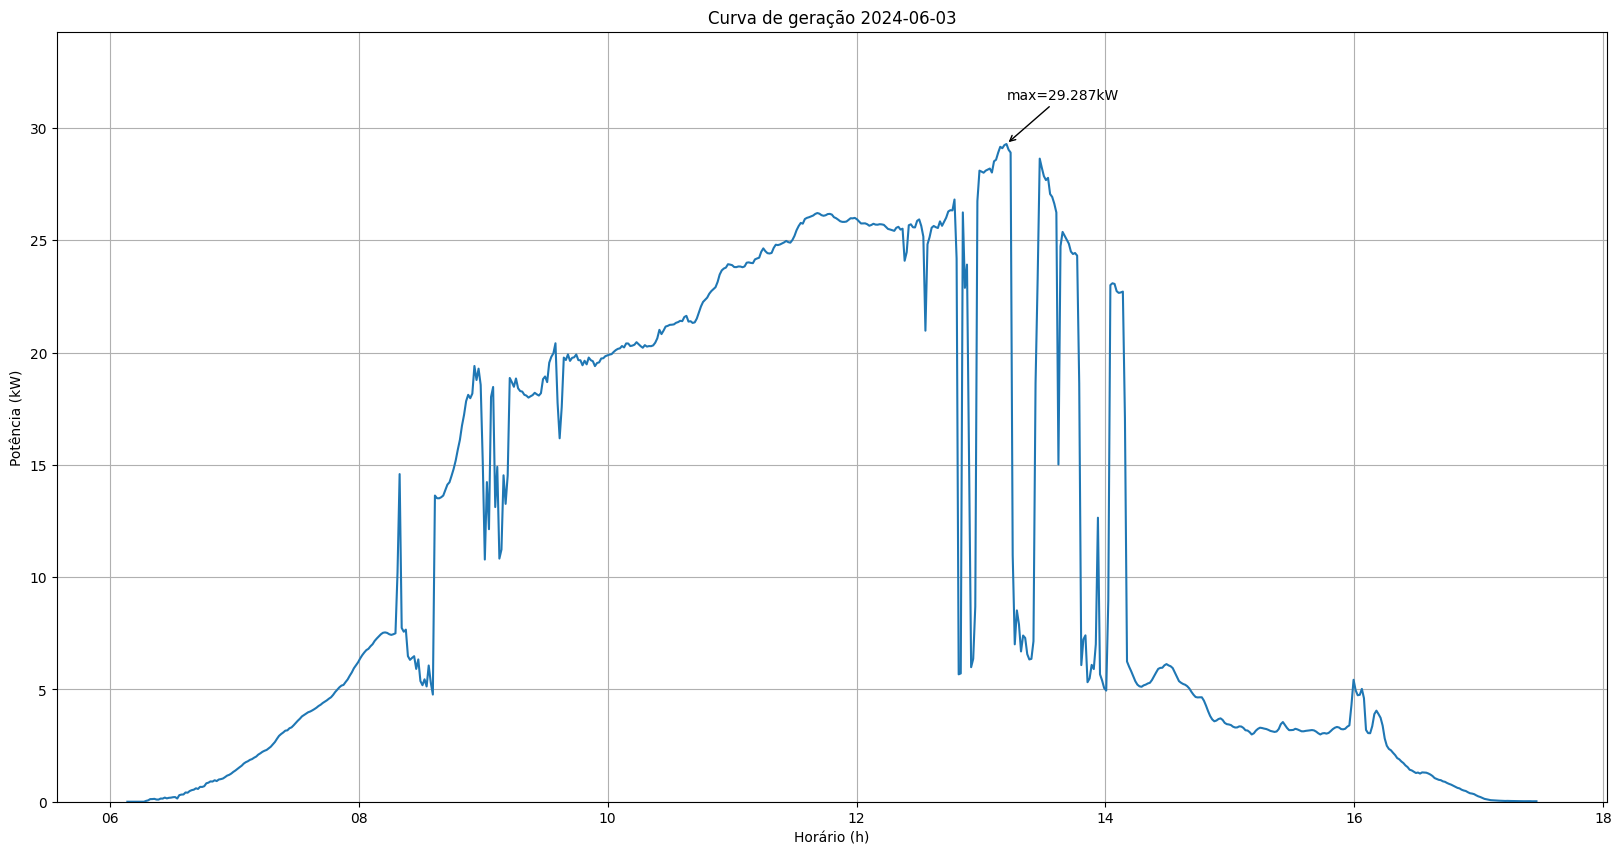 Curva de geração 2024-06-03
max=29.287kW
Potência (kW)
30
25
20
15
10
5
0
06 08 10 12 14 16 18
Horário (h)